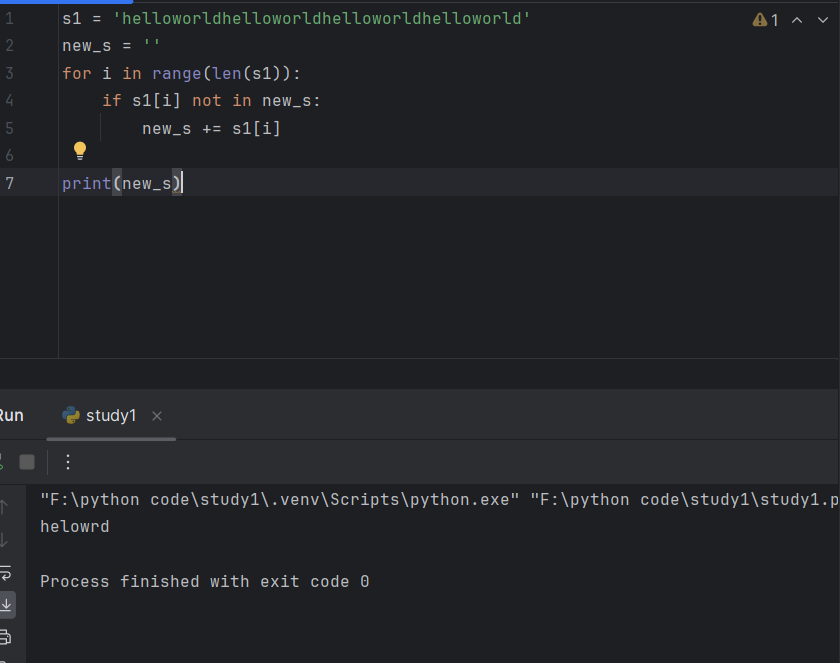 1 s1 = 'helloworldhelloworldhelloworldhelloworld' 1
2 new_s = ''
3 for i in range(len(s1)):
4 if s1[i] not in new_s:
5 new_s += s1[i]
6
7 print(new_s)
Run study1
"F:\python code\study1\.venv\Scripts\python.exe" "F:\python code\study1\study1.p
helowrd
Process finished with exit code 0